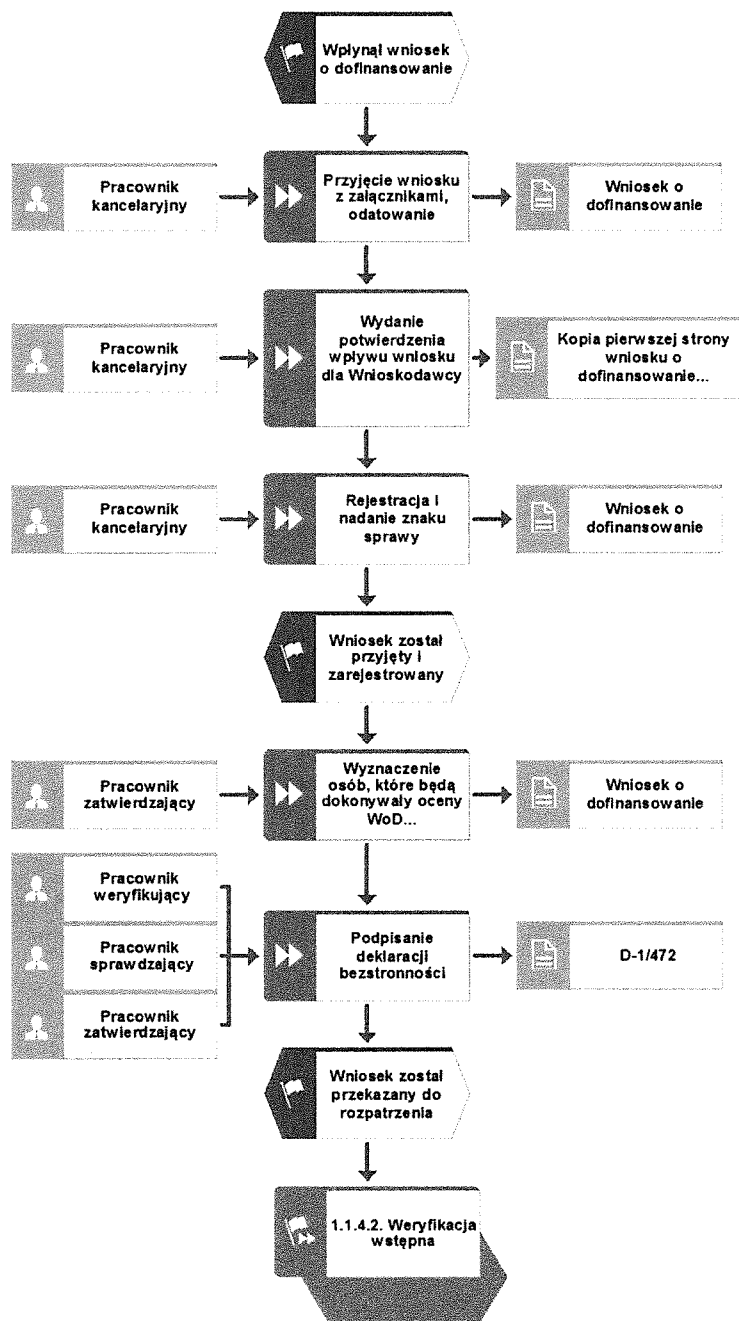 Wpłynął wniosek
o dofinansowanie
Pracownik
kancelaryjny
Przyjęcie wniosku
z załącznikami,
odatowanie
Wniosek o
dofinansowanie
Pracownik
kancelaryjny
Wydanie
potwierdzenia
wpływu wniosku
dla Wnioskodawcy
Kopia pierwszej strony
wniosku o
dofinansowanie...
Pracownik
kancelaryjny
Rejestracja i
nadanie znaku
sprawy
Wniosek o
dofinansowanie
Wniosek został
przyjęty i
zarejestrowany
Pracownik
zatwierdzający
Wyznaczenie
osób, które będą
dokonywały oceny
WoD...
Wniosek o
dofinansowanie
Pracownik
weryfikujący
Pracownik
sprawdzający
Pracownik
zatwierdzający
Podpisanie
deklaracji
bezstronności
D-1/472
Wniosek został
przekazany do
rozpatrzenia
1.1.4.2. Weryfikacja
wstępna